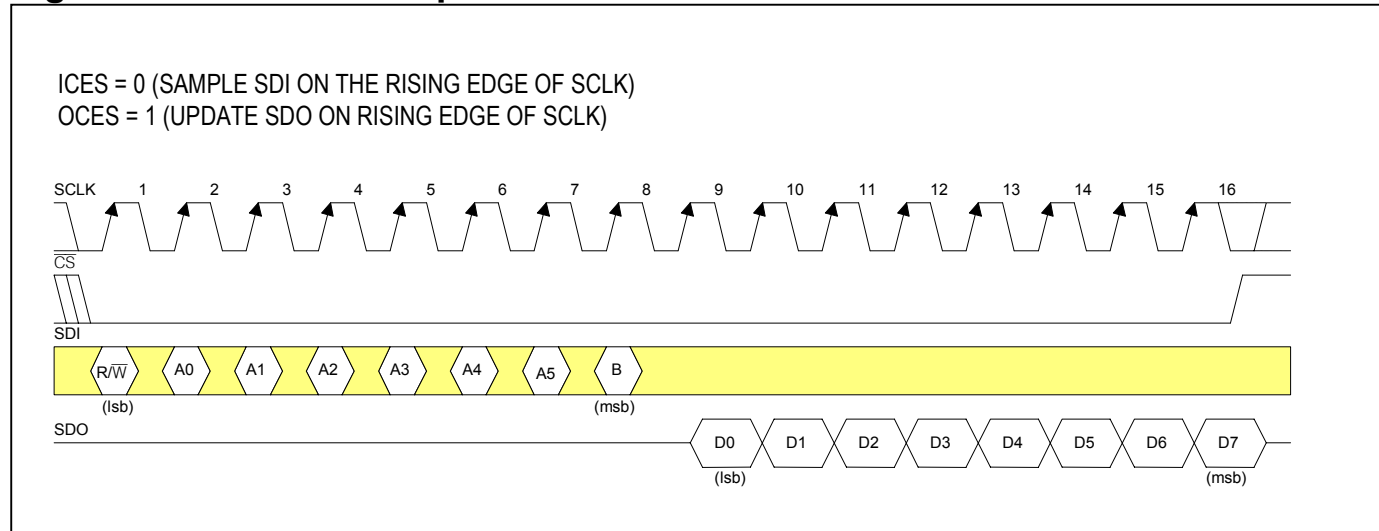 ICES = 0 (SAMPLE SDI ON THE RISING EDGE OF SCLK)
OCES = 1 (UPDATE SDO ON RISING EDGE OF SCLK)
SCLK 1 2 3 4 5 6 7 8 9 10 11 12 13 14 15 16
CS
SDI
R/W A0 A1 A2 A3 A4 A5 B
(lsb) (msb)
SDO
D0 D1 D2 D3 D4 D5 D6 D7
(lsb) (msb)